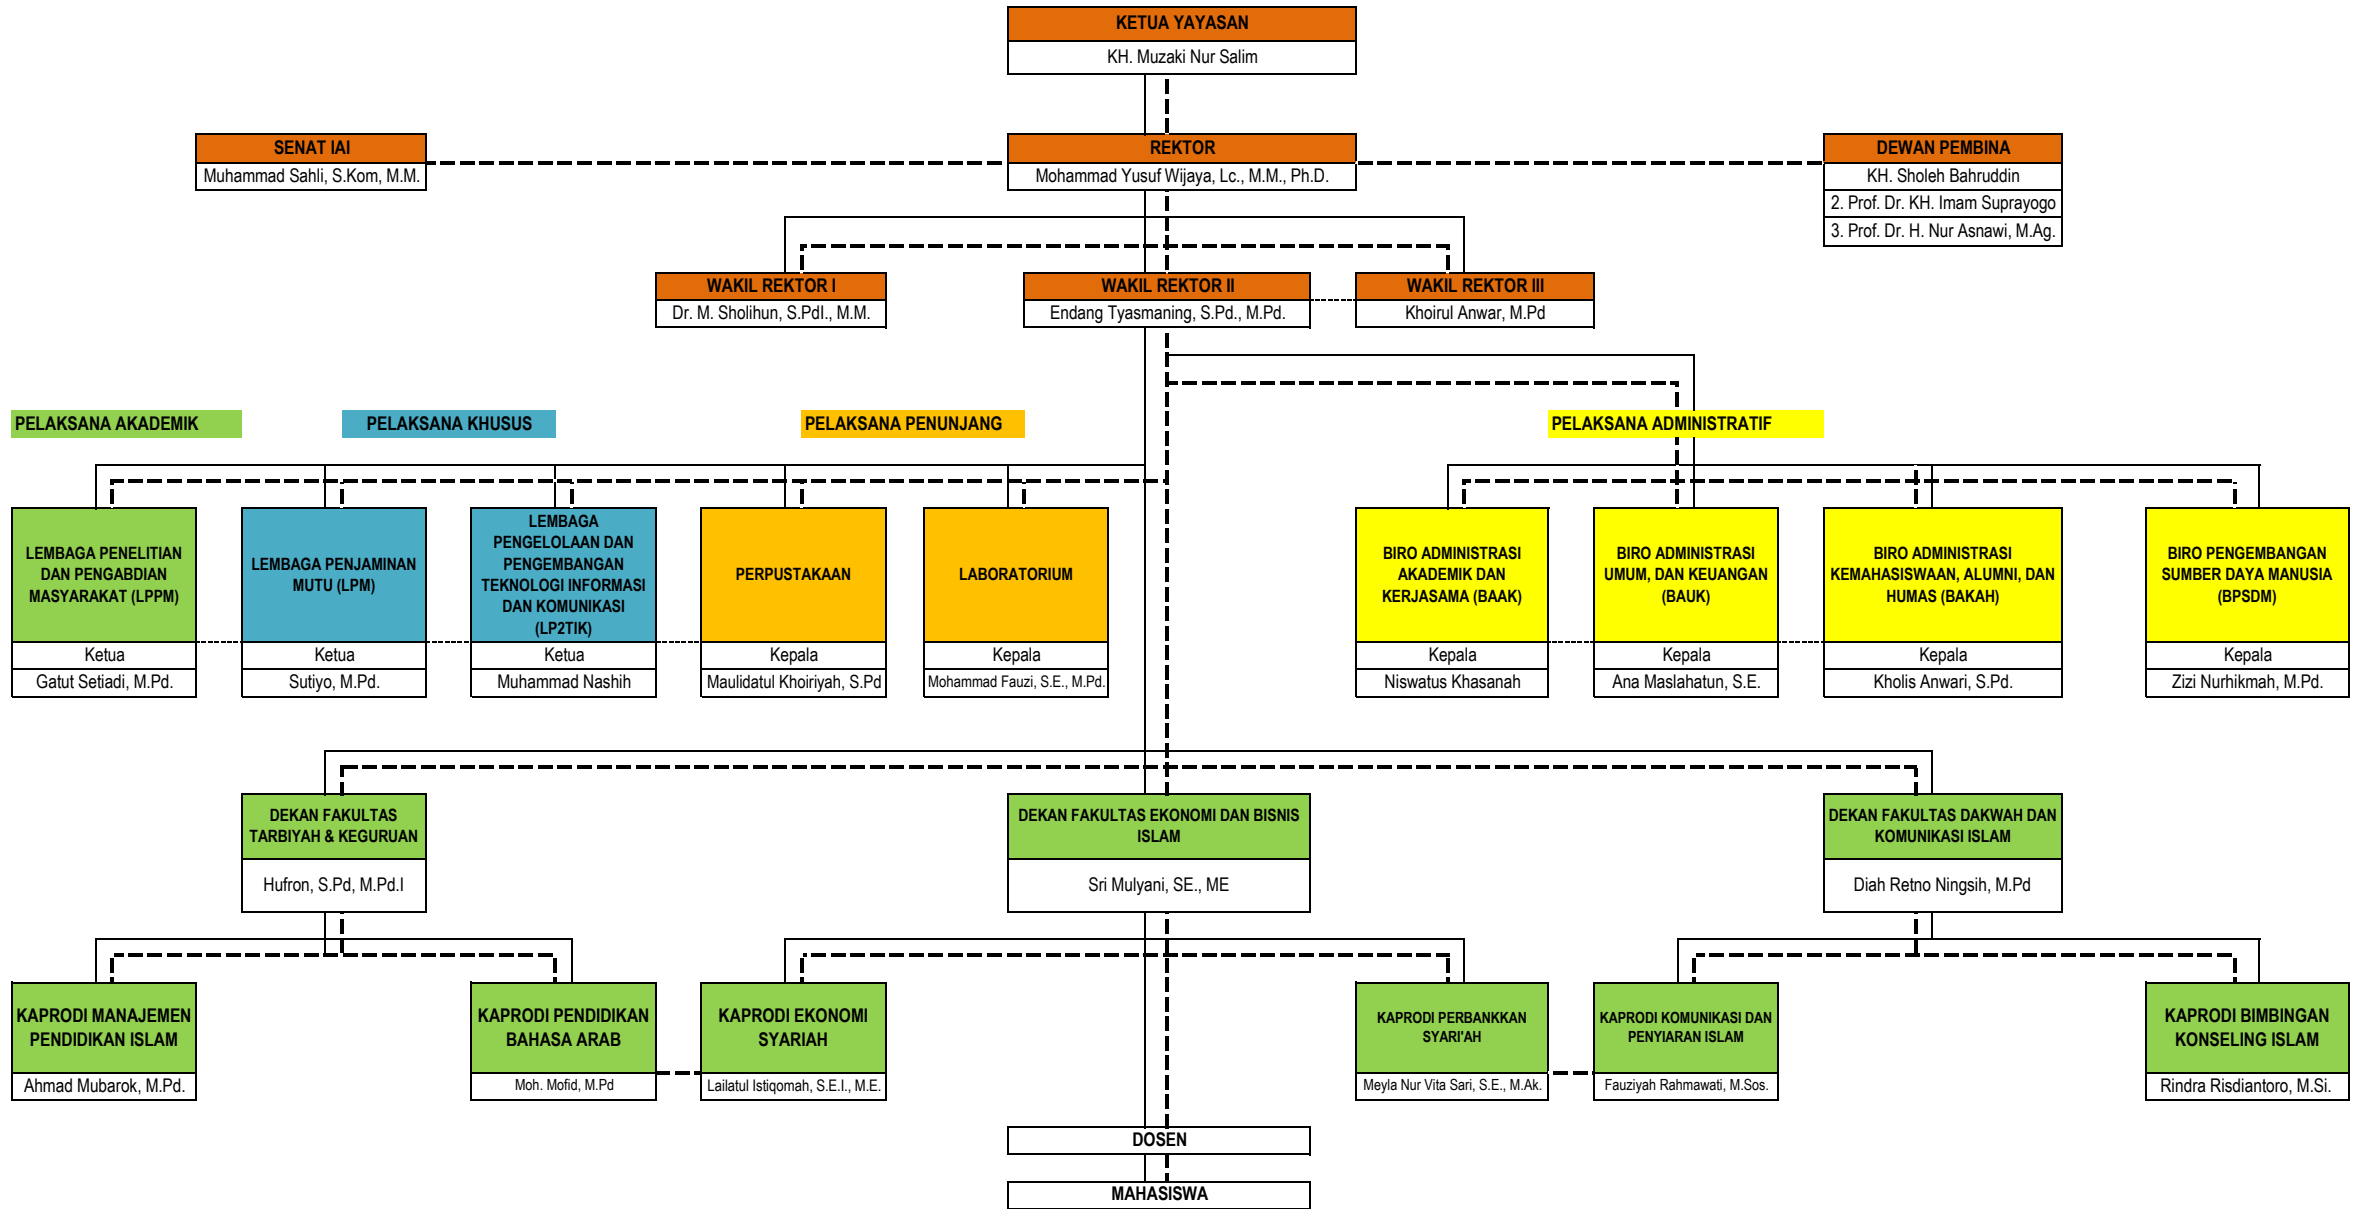 KETUA YAYASAN
KH. Muzaki Nur Salim
SENAT IAI
Muhammad Sahli, S.Kom, M.M.
REKTOR
Mohammad Yusuf Wijaya, Lc., M.M., Ph.D.
DEWAN PEMBINA
KH. Sholeh Bahruddin
2. Prof. Dr. KH. Imam Suprayogo
3. Prof. Dr. H. Nur Asnawi, M.Ag.
WAKIL REKTOR I
Dr. M. Sholihun, S.PdI., M.M.
WAKIL REKTOR II
Endang Tyasmaning, S.Pd., M.Pd.
WAKIL REKTOR III
Khoirul Anwar, M.Pd
PELAKSANA AKADEMIK
PELAKSANA KHUSUS
PELAKSANA PENUNJANG
PELAKSANA ADMINISTRATIF
LEMBAGA PENELITIAN
DAN PENGABDIAN
MASYARAKAT (LPPM)
Ketua
Gatut Setiadi, M.Pd.
LEMBAGA PENJAMINAN
MUTU (LPM)
Ketua
Sutiyo, M.Pd.
LEMBAGA
PENGELOLAAN DAN
PENGEMBANGAN
TEKNOLOGI INFORMASI
DAN KOMUNIKASI
(LP2TIK)
Ketua
Muhammad Nashih
PERPUSTAKAAN
Kepala
Maulidatul Khoiriyah, S.Pd
LABORATORIUM
Kepala
Mohammad Fauzi, S.E., M.Pd.
BIRO ADMINISTRASI
AKADEMIK DAN
KERJASAMA (BAAK)
Kepala
Niswatus Khasanah
BIRO ADMINISTRASI
UMUM, DAN KEUANGAN
(BAUK)
Kepala
Ana Maslahatun, S.E.
BIRO ADMINISTRASI
KEMAHASISWAAN, ALUMNI, DAN
HUMAS (BAKAH)
Kepala
Kholis Anwari, S.Pd.
BIRO PENGEMBANGAN
SUMBER DAYA MANUSIA
(BPSDM)
Kepala
Zizi Nurhikmah, M.Pd.
DEKAN FAKULTAS
TARBIYAH & KEGURUAN
Hufron, S.Pd, M.Pd.I
DEKAN FAKULTAS EKONOMI DAN BISNIS
ISLAM
Sri Mulyani, SE., ME
DEKAN FAKULTAS DAKWAH DAN
KOMUNIKASI ISLAM
Diah Retno Ningsih, M.Pd
KAPRODI MANAJEMEN
PENDIDIKAN ISLAM
Ahmad Mubarok, M.Pd.
KAPRODI PENDIDIKAN
BAHASA ARAB
Moh. Mofid, M.Pd
KAPRODI EKONOMI
SYARIAH
Lailatul Istiqomah, S.E.I., M.E.
KAPRODI PERBANKKAN
SYARI'AH
Meyla Nur Vita Sari, S.E., M.Ak.
KAPRODI KOMUNIKASI DAN
PENYIARAN ISLAM
Fauziyah Rahmawati, M.Sos.
KAPRODI BIMBINGAN
KONSELING ISLAM
Rindra Risdiantoro, M.Si.
DOSEN
MAHASISWA